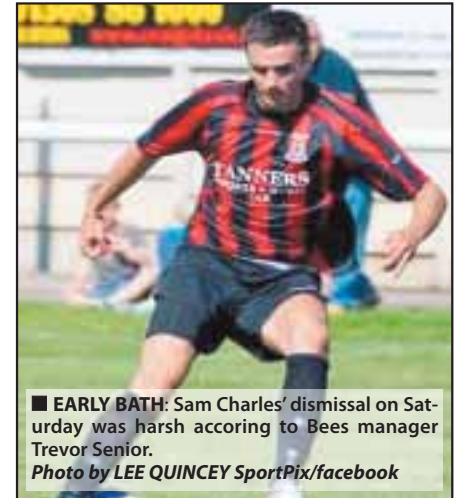 TANNERS
■ EARLY BATH: Sam Charles' dismissal on Sat-
urday was harsh accoring to Bees manager
Trevor Senior.
Photo by LEE QUINCEY SportPix/facebook